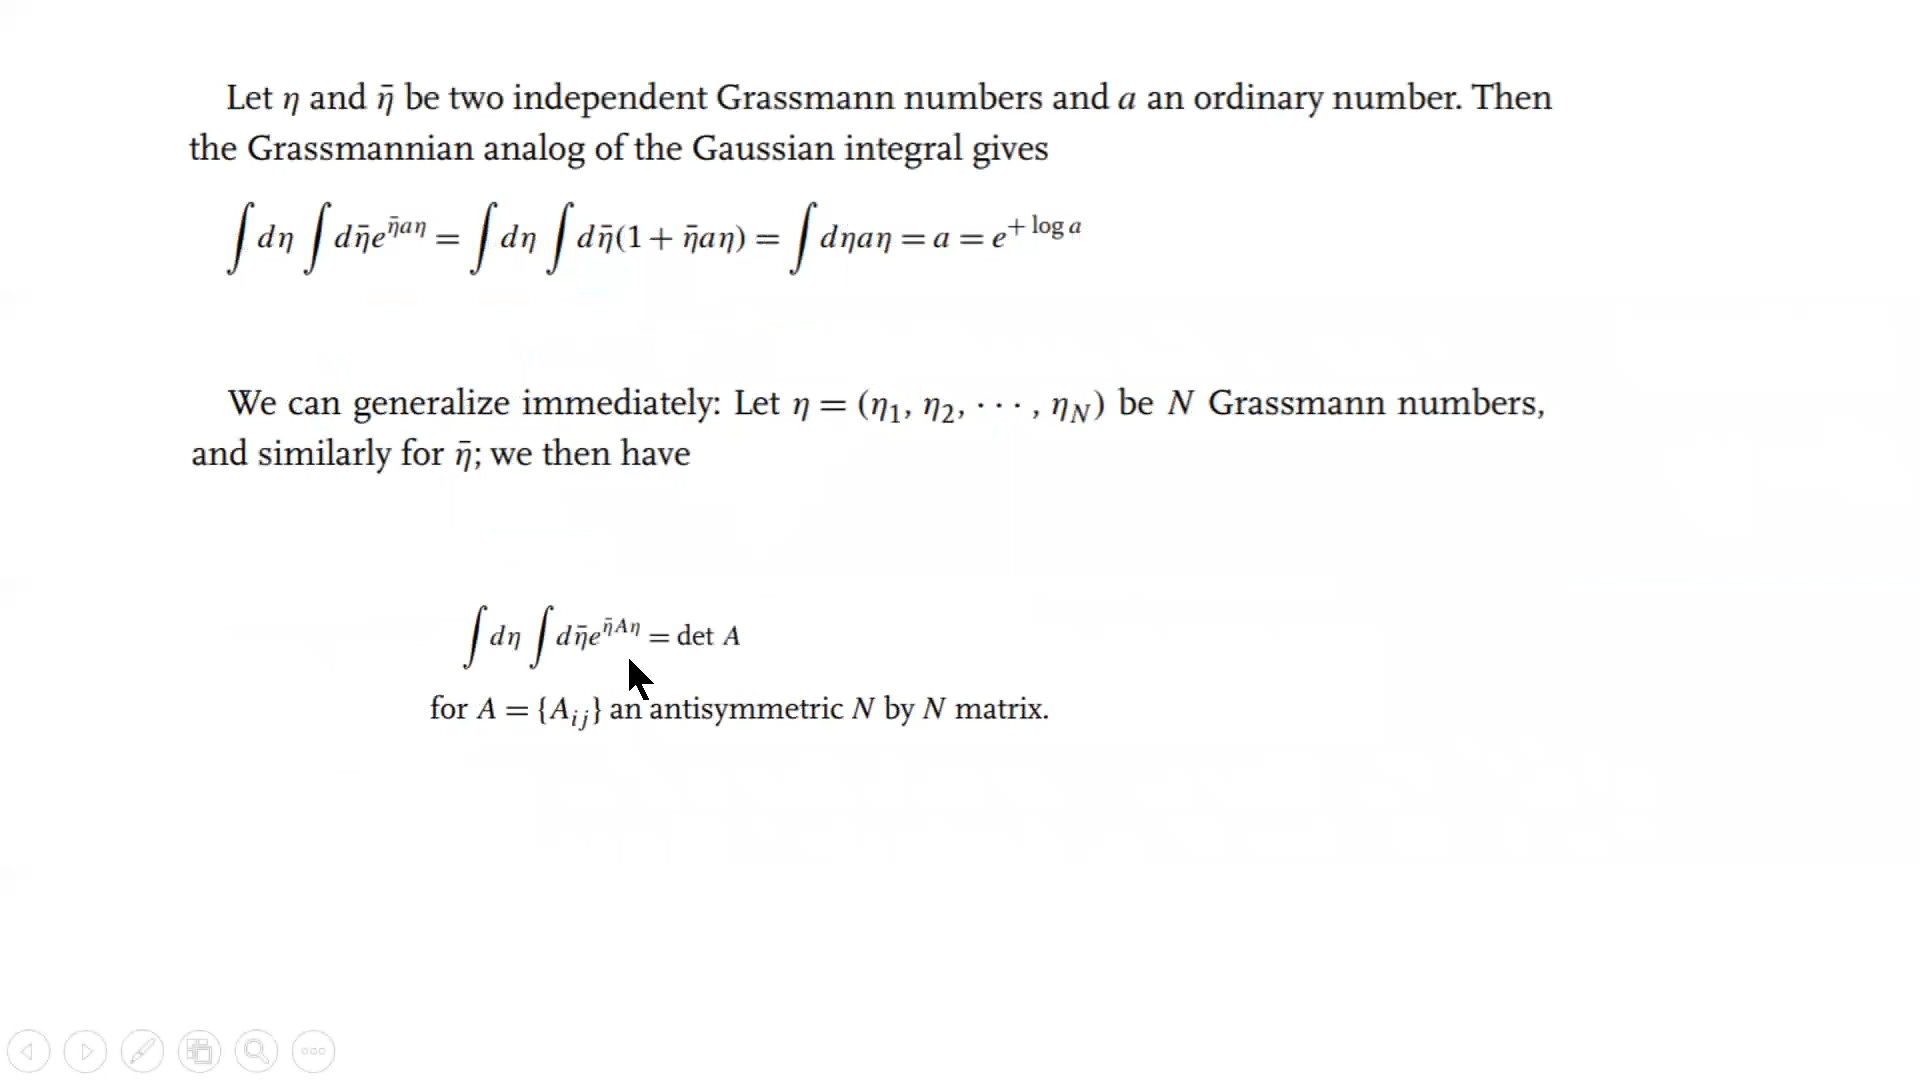 Let η and η̄ be two independent Grassmann numbers and a an ordinary number. Then
the Grassmannian analog of the Gaussian integral gives
∫ dη ∫ dη̄e^{η̄aη} = ∫ dη ∫ dη̄(1 + η̄aη) = ∫ dηaη = a = e^{+ log a}
We can generalize immediately: Let η = (η₁, η₂, · · · , η_N) be N Grassmann numbers,
and similarly for η̄; we then have
∫ dη ∫ dη̄e^{η̄Aη} = det A
for A = {A_{ij}} an antisymmetric N by N matrix.